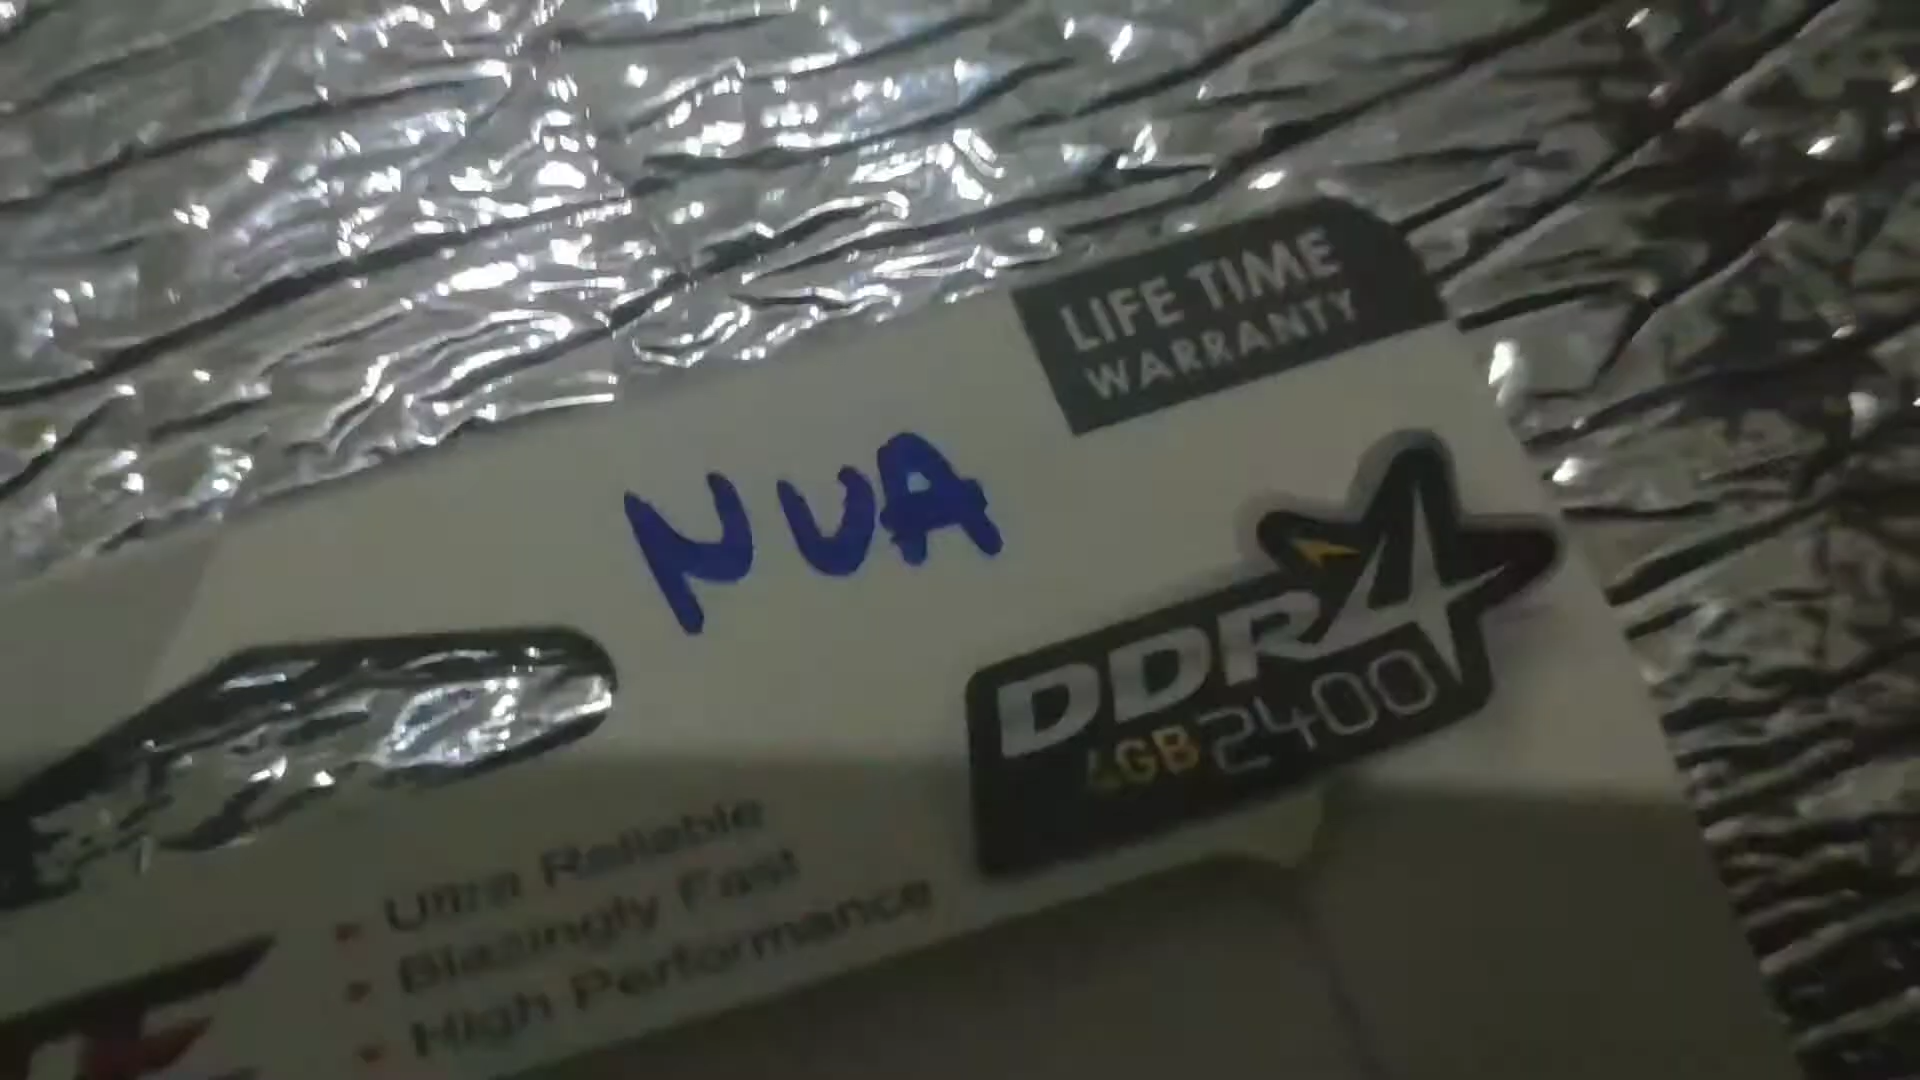 LIFE TIME
WARRANTY
NUA
DDR4
4GB 2400
Ultra Reliable
Blazingly Fast
High Performance